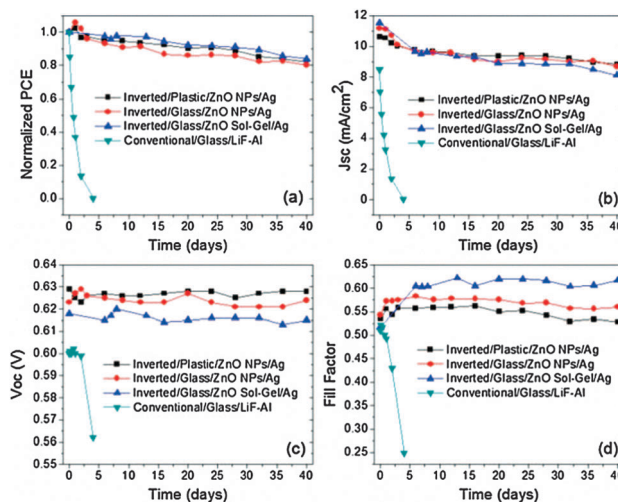 1.0
0.8
0.6
0.4
0.2
0.0
Normalized PCE
Inverted/Plastic/ZnO NPs/Ag
Inverted/Glass/ZnO NPs/Ag
Inverted/Glass/ZnO Sol-Gel/Ag
Conventional/Glass/LiF-Al
(a)
0 5 10 15 20 25 30 35 40
Time (days)
12
10
8
6
4
2
0
Jsc (mA/cm²)
Inverted/Plastic/ZnO NPs/Ag
Inverted/Glass/ZnO NPs/Ag
Inverted/Glass/ZnO Sol-Gel/Ag
Conventional/Glass/LiF-Al
(b)
0 5 10 15 20 25 30 35 40
Time (days)
0.64
0.63
0.62
0.61
0.60
0.59
0.58
0.57
0.56
0.55
Voc (V)
Inverted/Plastic/ZnO NPs/Ag
Inverted/Glass/ZnO NPs/Ag
Inverted/Glass/ZnO Sol-Gel/Ag
Conventional/Glass/LiF-Al
(c)
0 5 10 15 20 25 30 35 40
Time (days)
0.65
0.60
0.55
0.50
0.45
0.40
0.35
0.30
0.25
Fill Factor
Inverted/Plastic/ZnO NPs/Ag
Inverted/Glass/ZnO NPs/Ag
Inverted/Glass/ZnO Sol-Gel/Ag
Conventional/Glass/LiF-Al
(d)
0 5 10 15 20 25 30 35 40
Time (days)